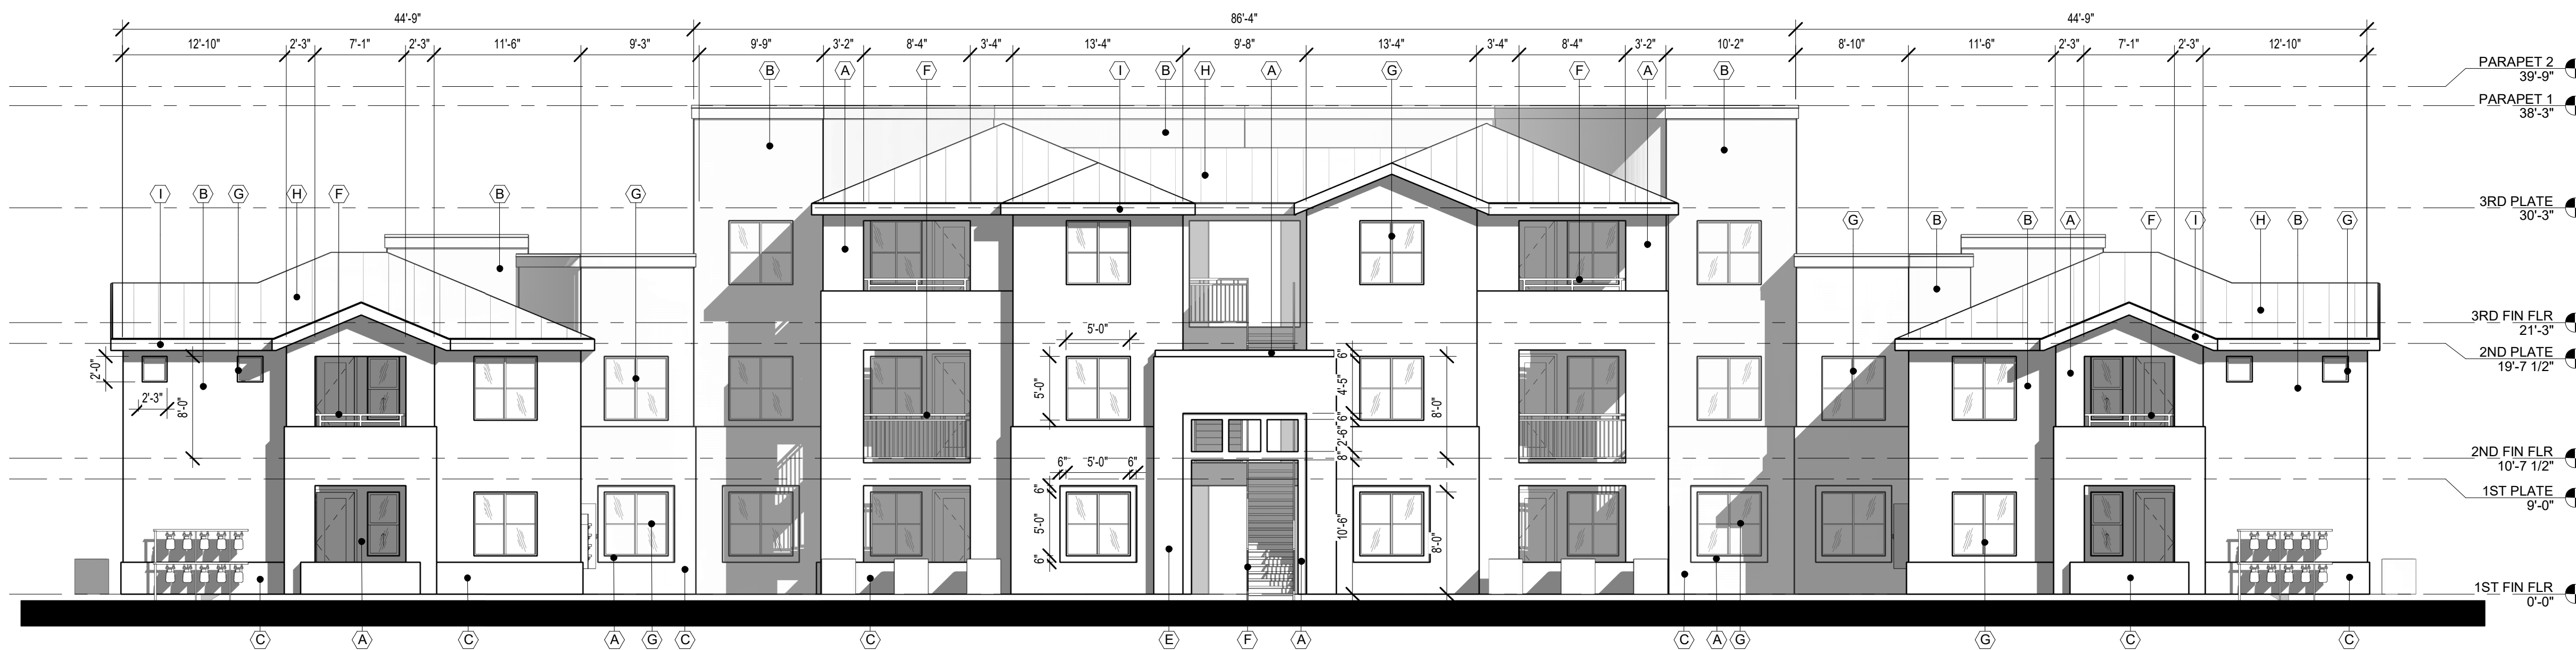 44'-9" 86'-4" 44'-9"
12'-10" 2'-3" 7'-1" 2'-3" 11'-6" 9'-3" 9'-9" 3'-2" 8'-4" 3'-4" 13'-4" 9'-8" 13'-4" 3'-4" 8'-4" 3'-2" 10'-2" 8'-10" 11'-6" 2'-3" 7'-1" 2'-3" 12'-10"
PARAPET 2
39'-9"
B A F I B H A G F A B
PARAPET 1
38'-3"
I B G H F B G
3RD PLATE
30'-3"
G B B A F I H B G
3RD FIN FLR
21'-3"
5'-0"
2ND PLATE
19'-7 1/2"
2'-0"
2'-3"
8'-0"
5'-0"
6"
4'-5"
6"
2'-6"
8"
8'-0"
2ND FIN FLR
10'-7 1/2"
6" 5'-0" 6"
1ST PLATE
9'-0"
6"
5'-0"
6"
10'-6"
8'-0"
1ST FIN FLR
0'-0"
C A C A G C C E F A C A G G C C